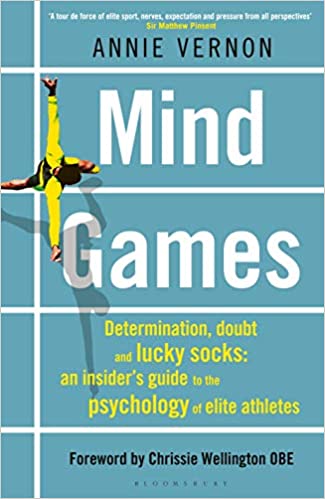 'A tour de force of elite sport, nerves, expectation and pressure from all perspectives'
Sir Matthew Pinsent
ANNIE VERNON
Mind
Games
Determination, doubt
and lucky socks:
an insider's guide to the
psychology of elite athletes
Foreword by Chrissie Wellington OBE
BLOOMSBURY